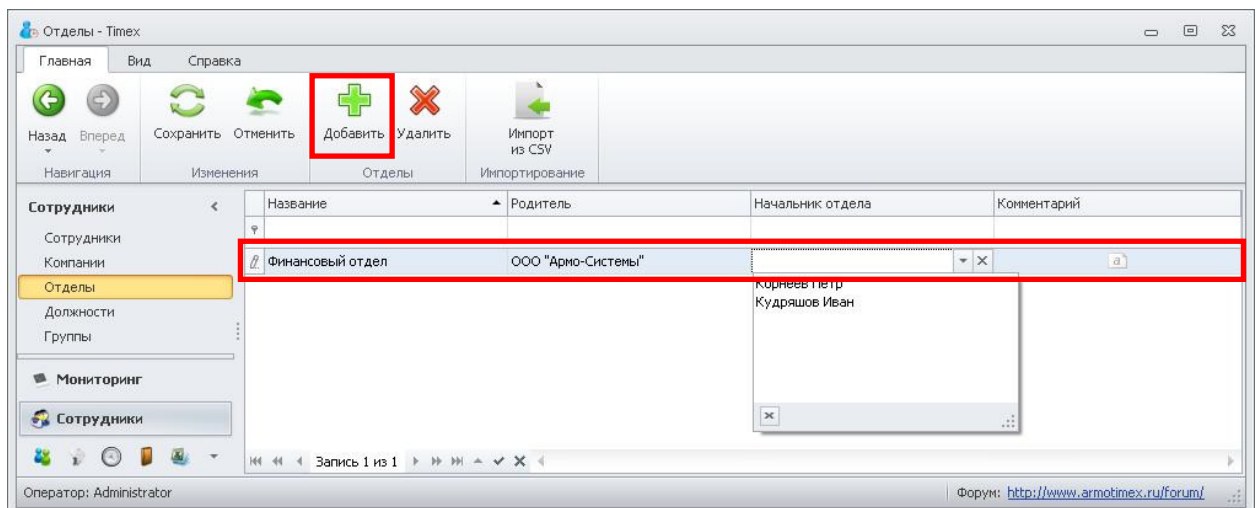 Отделы - Timex
Главная Вид Справка
Назад Вперед Сохранить Отменить Добавить Удалить Импорт из CSV
Навигация Изменения Отделы Импортирование
Сотрудники
Сотрудники
Компании
Отделы
Должности
Группы
Мониторинг
Сотрудники
Название Родитель Начальник отдела Комментарий
Финансовый отдел ООО "Армо-Системы" a
Корнеев Петр
Кудряшов Иван
Запись 1 из 1
Оператор: Administrator Форум: http://www.armotimex.ru/forum/